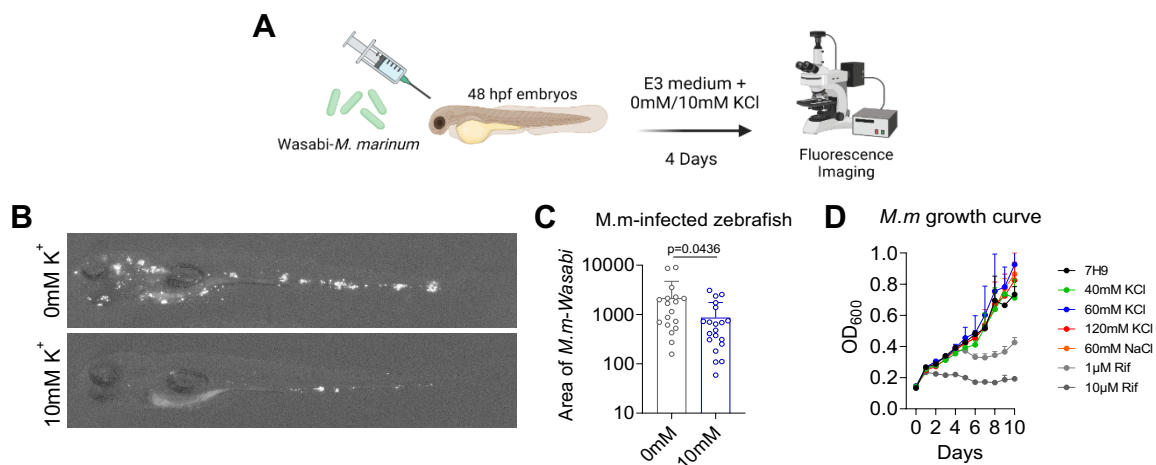 A
48 hpf embryos
Wasabi-M. marinum
E3 medium +
0mM/10mM KCl
4 Days
Fluorescence
Imaging
B
0mM K+
10mM K+
C
M.m-infected zebrafish
p=0.0436
Area of M.m-Wasabi
10000
1000
100
10
0mM
10mM
D
M.m growth curve
OD600
1.0
0.8
0.6
0.4
0.2
0.0
0 2 4 6 8 10
Days
7H9
40mM KCl
60mM KCl
120mM KCl
60mM NaCl
1µM Rif
10µM Rif